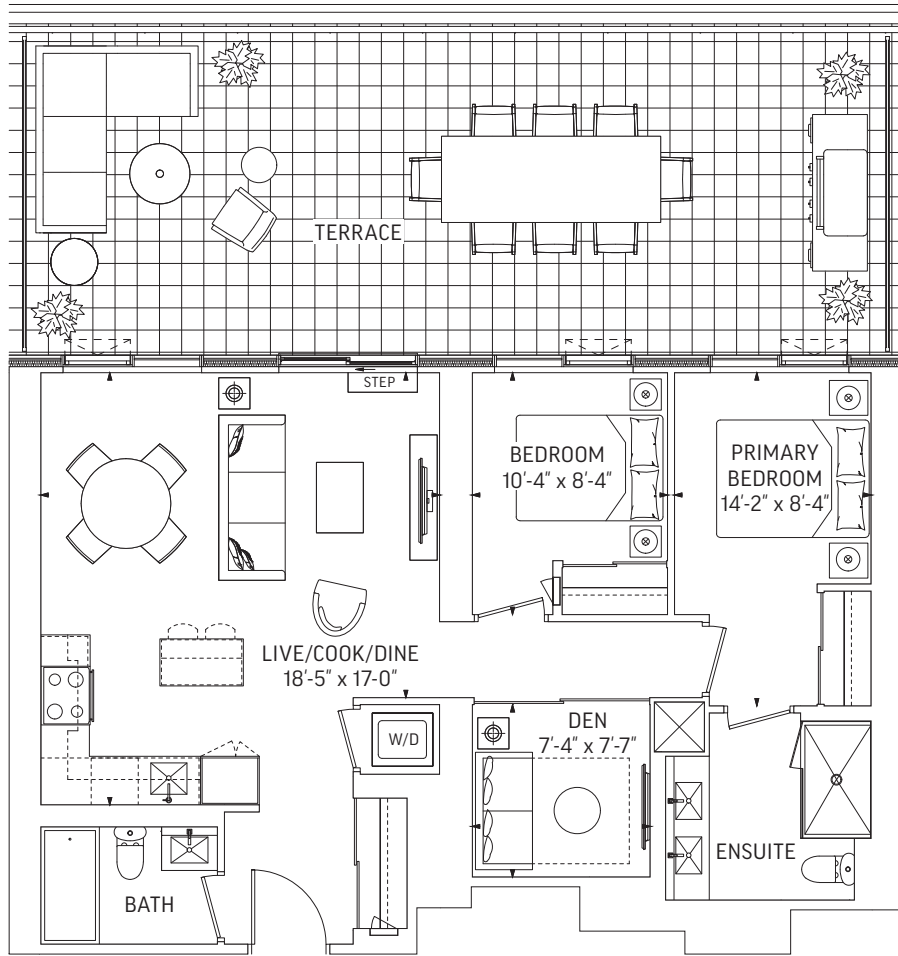 TERRACE
STEP
BEDROOM
10'-4" x 8'-4"
PRIMARY
BEDROOM
14'-2" x 8'-4"
LIVE/COOK/DINE
18'-5" x 17-0"
W/D
DEN
7'-4" x 7'-7"
ENSUITE
BATH